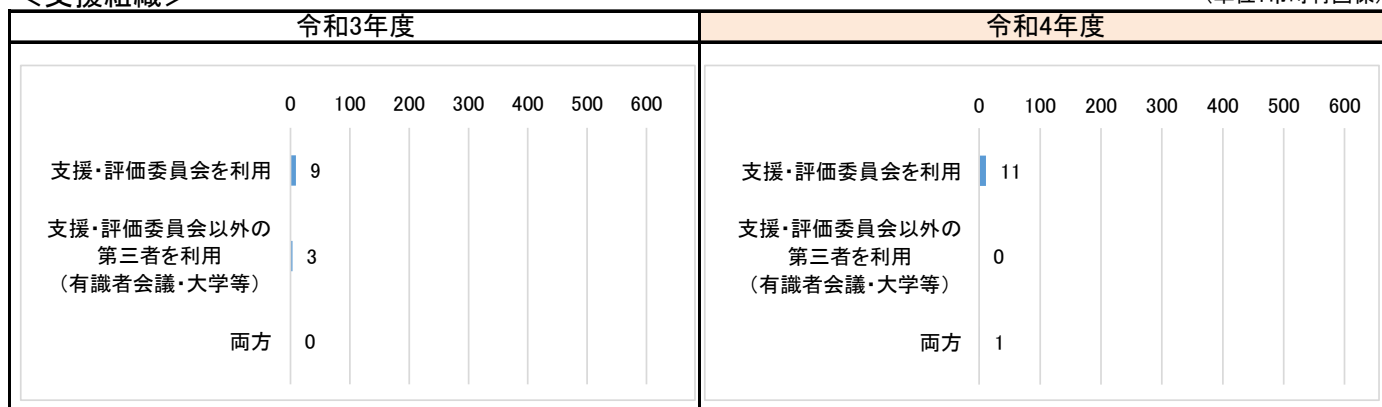 ＜支援組織＞
令和3年度
令和4年度
0 100 200 300 400 500 600
支援・評価委員会を利用 9
支援・評価委員会以外の
第三者を利用 3
（有識者会議・大学等）
両方 0
0 100 200 300 400 500 600
支援・評価委員会を利用 11
支援・評価委員会以外の
第三者を利用 0
（有識者会議・大学等）
両方 1